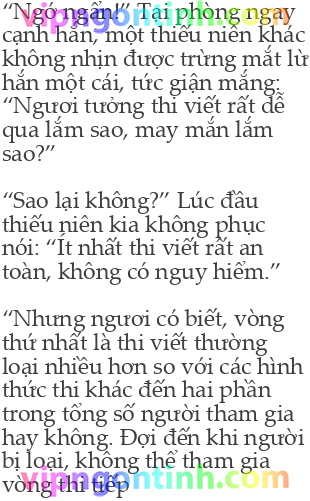 “Ngớ ngẩn!” Tại phòng ngay
cạnh hắn, một thiếu niên khác
không nhịn được trừng mắt lừ
hắn một cái, tức giận mắng:
“Ngươi tưởng thi viết rất dễ
qua lắm sao, may mắn lắm
sao?”
“Sao lại không?” Lúc đầu
thiếu niên kia không phục
nói: “Ít nhất thi viết rất an
toàn, không có nguy hiểm.”
“Nhưng ngươi có biết, vòng
thứ nhất là thi viết thường
loại nhiều hơn so với các hình
thức thi khác đến hai phần
trong tổng số người tham gia
hay không. Đợi đến khi người
bị loại, không thể tham gia
vòng thi tiếp
vipngontinh.com
vipngontinh.com